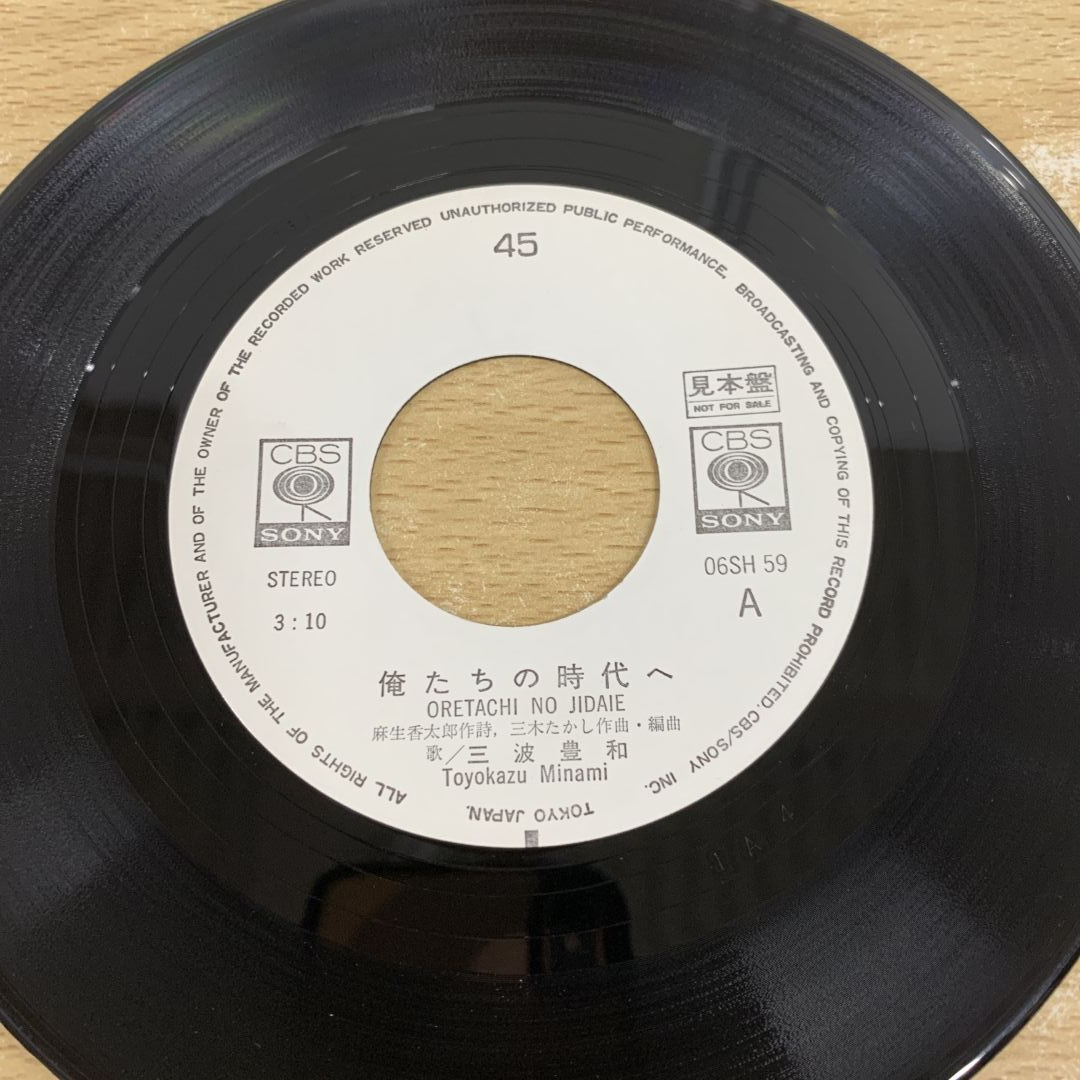 ALL RIGHTS OF THE MANUFACTURER AND OF THE OWNER OF THE RECORDED WORK RESERVED UNAUTHORIZED PUBLIC PERFORMANCE, BROADCASTING AND COPYING OF THIS RECORD PROHIBITED. CBS/SONY INC. TOKYO JAPAN.
45
見本盤
NOT FOR SALE
CBS
SONY
CBS
SONY
STEREO
3:10
06SH 59
A
俺たちの時代へ
ORETACHI NO JIDAIE
麻生香太郎作詩, 三木たかし作曲・編曲
歌/三波豊和
Toyokazu Minami
1 A 4